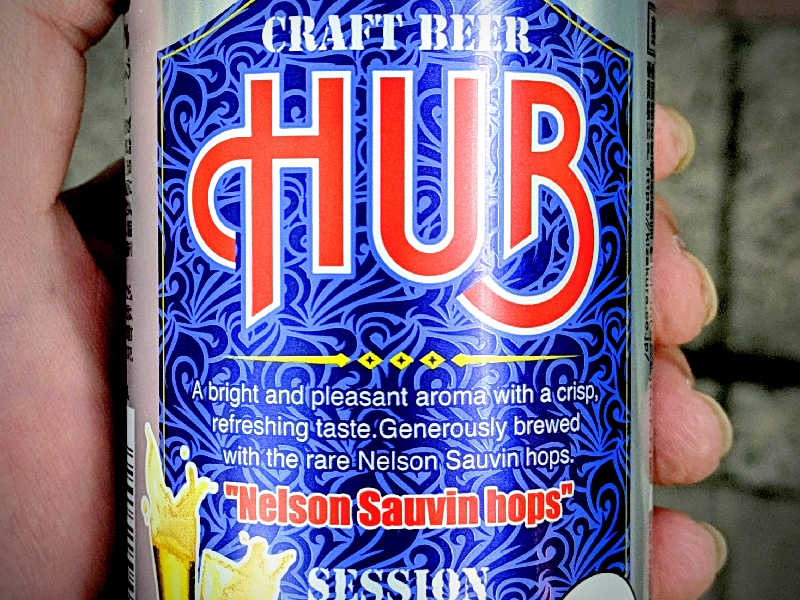 CRAFT BEER
HUB
A bright and pleasant aroma with a crisp,
refreshing taste.Generously brewed
with the rare Nelson Sauvin hops.
"Nelson Sauvin hops"
SESSION